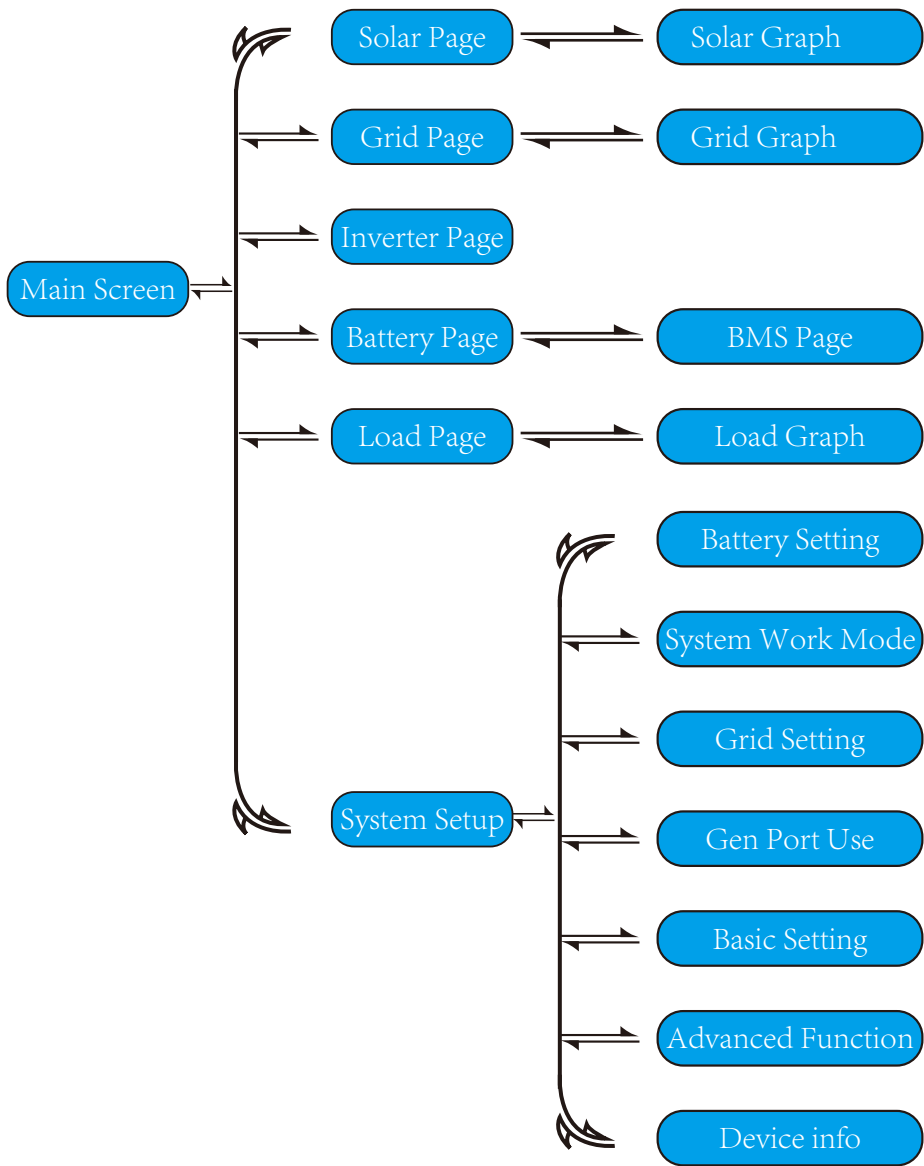 Solar Page
Solar Graph
Grid Page
Grid Graph
Inverter Page
Main Screen
Battery Page
BMS Page
Load Page
Load Graph
Battery Setting
System Work Mode
Grid Setting
System Setup
Gen Port Use
Basic Setting
Advanced Function
Device info